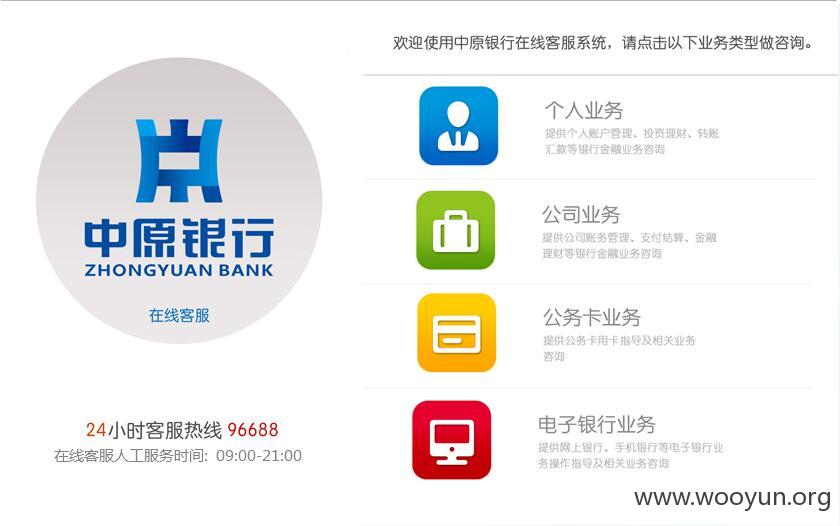 欢迎使用中原银行在线客服系统，请点击以下业务类型做咨询。
中原银行
ZHONGYUAN BANK
在线客服
24小时客服热线 96688
在线客服人工服务时间: 09:00-21:00
个人业务
提供个人账户管理、投资理财、转账
汇款等银行金融业务咨询
公司业务
提供公司账务管理、支付结算、金融
理财等银行金融业务咨询
公务卡业务
提供公务卡用卡指导及相关业务
咨询
电子银行业务
提供网上银行、手机银行等电子银行业
务操作指导及相关业务咨询
www.wooyun.org